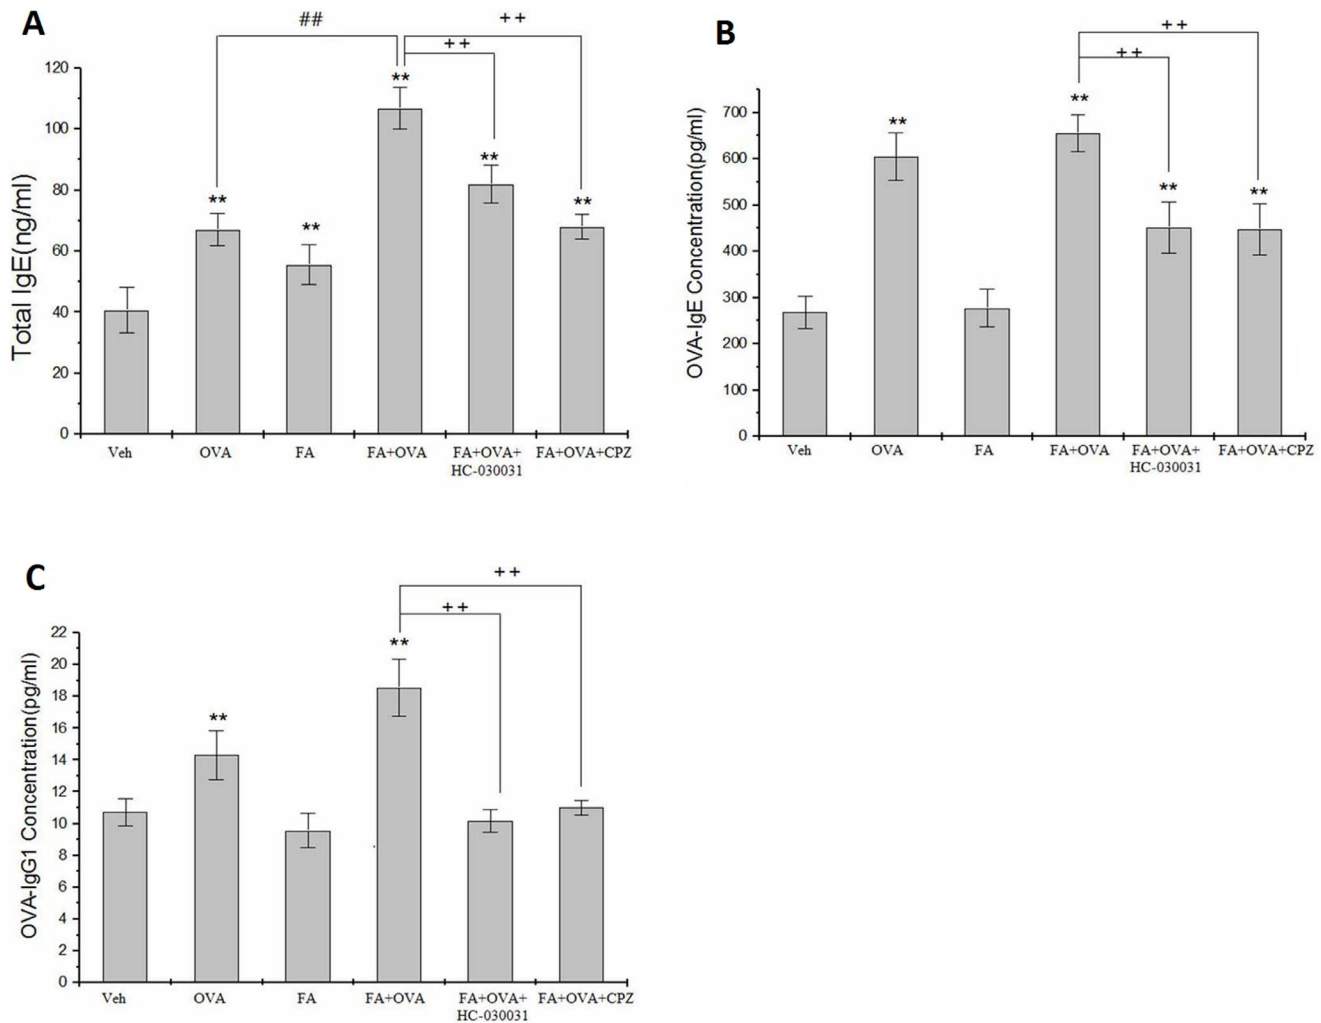 A
##
+ +
+ +
Total IgE(ng/ml)
120
100
80
60
40
20
0
**
**
**
**
**
Veh
OVA
FA
FA+OVA
FA+OVA+
HC-030031
FA+OVA+CPZ
B
+ +
++
OVA-IgE Concentration(pg/ml)
700
600
500
400
300
200
100
0
**
**
**
**
Veh
OVA
FA
FA+OVA
FA+OVA+
HC-030031
FA+OVA+CPZ
C
+ +
++
OVA-IgG1 Concentration(pg/ml)
22
20
18
16
14
12
10
8
6
4
2
0
**
**
Veh
OVA
FA
FA+OVA
FA+OVA+
HC-030031
FA+OVA+CPZ